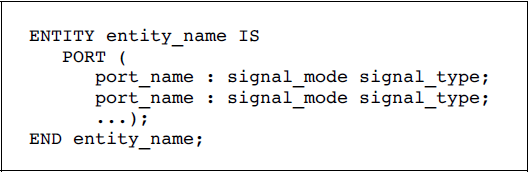 ENTITY entity_name IS
PORT (
port_name : signal_mode signal_type;
port_name : signal_mode signal_type;
...);
END entity_name;